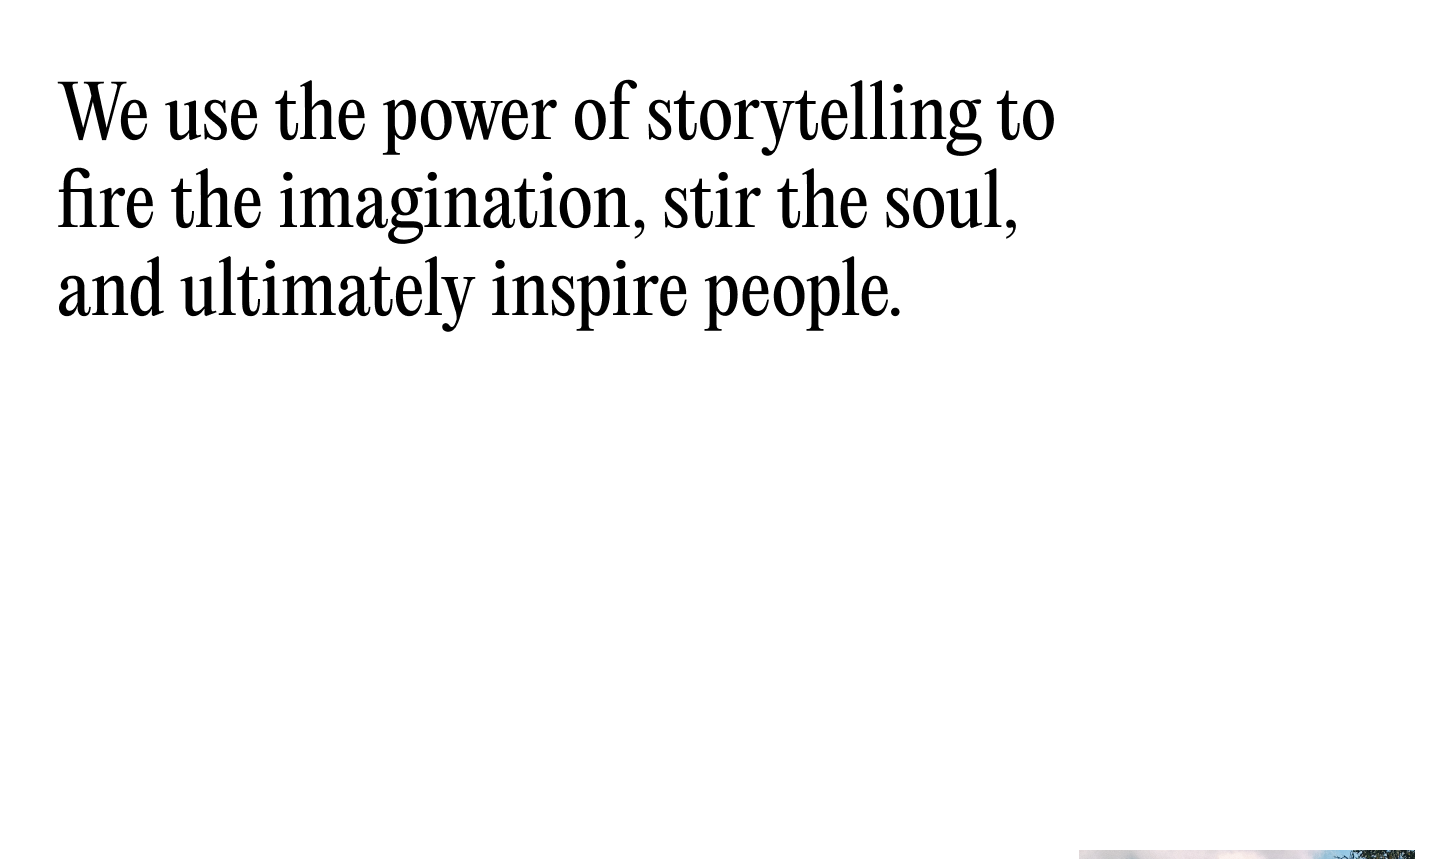 We use the power of storytelling to
fire the imagination, stir the soul,
and ultimately inspire people.